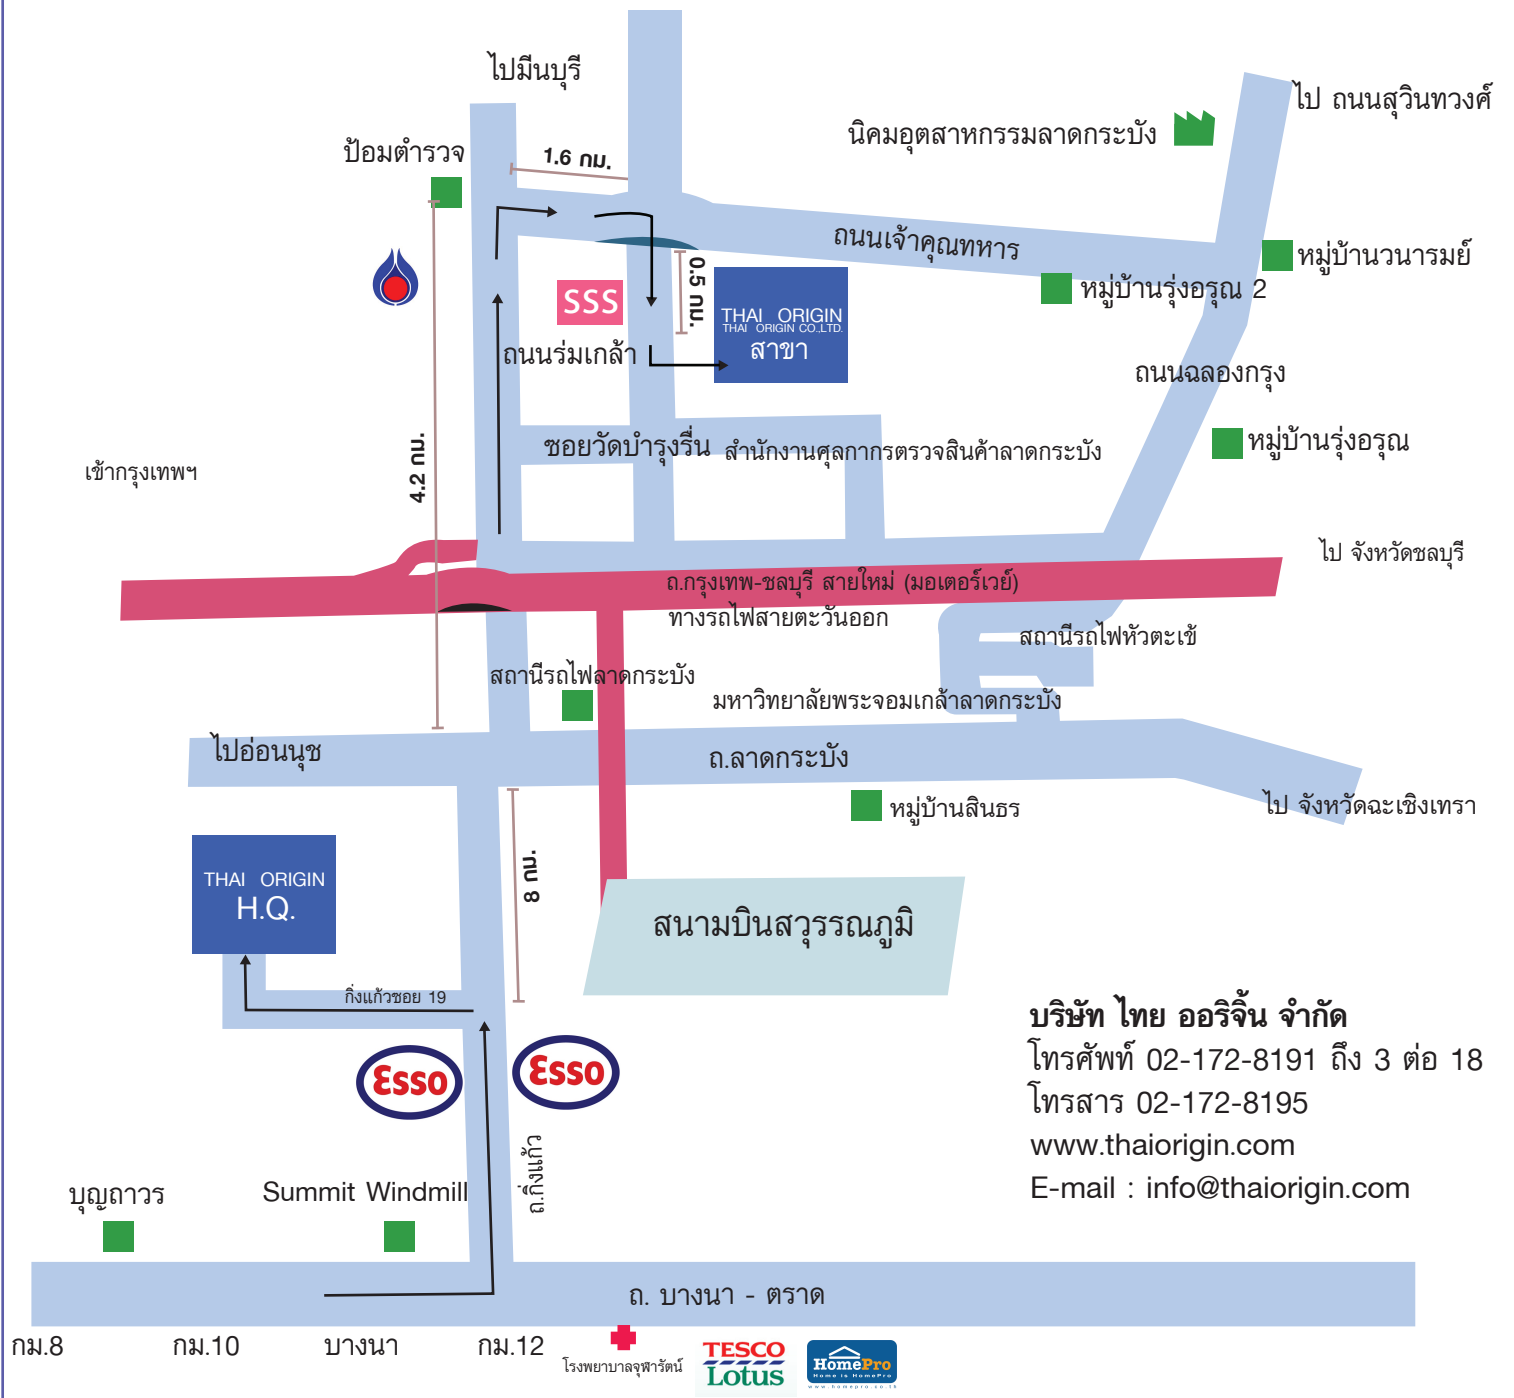 ไปมีนบุรี
ไป ถนนสุวินทวงศ์
นิคมอุตสาหกรรมลาดกระบัง
ป้อมตำรวจ
1.6 กม.
ถนนเจ้าคุณทหาร
หมู่บ้านวนารมย์
หมู่บ้านรุ่งอรุณ 2
0.5 กม.
SSS
THAI ORIGIN
THAI ORIGIN CO.,LTD.
สาขา
ถนนร่มเกล้า
ถนนฉลองกรุง
หมู่บ้านรุ่งอรุณ
ซอยวัดบำรุงรื่น
สำนักงานศุลกากรตรวจสินค้าลาดกระบัง
4.2 กม.
เข้ากรุงเทพฯ
ไป จังหวัดชลบุรี
ถ.กรุงเทพ-ชลบุรี สายใหม่ (มอเตอร์เวย์)
ทางรถไฟสายตะวันออก
สถานีรถไฟหัวตะเข้
สถานีรถไฟลาดกระบัง
มหาวิทยาลัยพระจอมเกล้าลาดกระบัง
ไปอ่อนนุช
ถ.ลาดกระบัง
หมู่บ้านสินธร
ไป จังหวัดฉะเชิงเทรา
THAI ORIGIN
H.Q.
8 กม.
สนามบินสวุรรณภูมิ
กิ่งแก้วซอย 19
Esso
Esso
บริษัท ไทย ออริจิ้น จำกัด
โทรศัพท์ 02-172-8191 ถึง 3 ต่อ 18
โทรสาร 02-172-8195
www.thaiorigin.com
E-mail : info@thaiorigin.com
ถ.กิ่งแก้ว
บุญถาวร
Summit Windmill
ถ. บางนา - ตราด
กม.8
กม.10
บางนา
กม.12
โรงพยาบาลจุฬารัตน์
TESCO
Lotus
HomePro
Home is HomePro
www.homepro.co.th